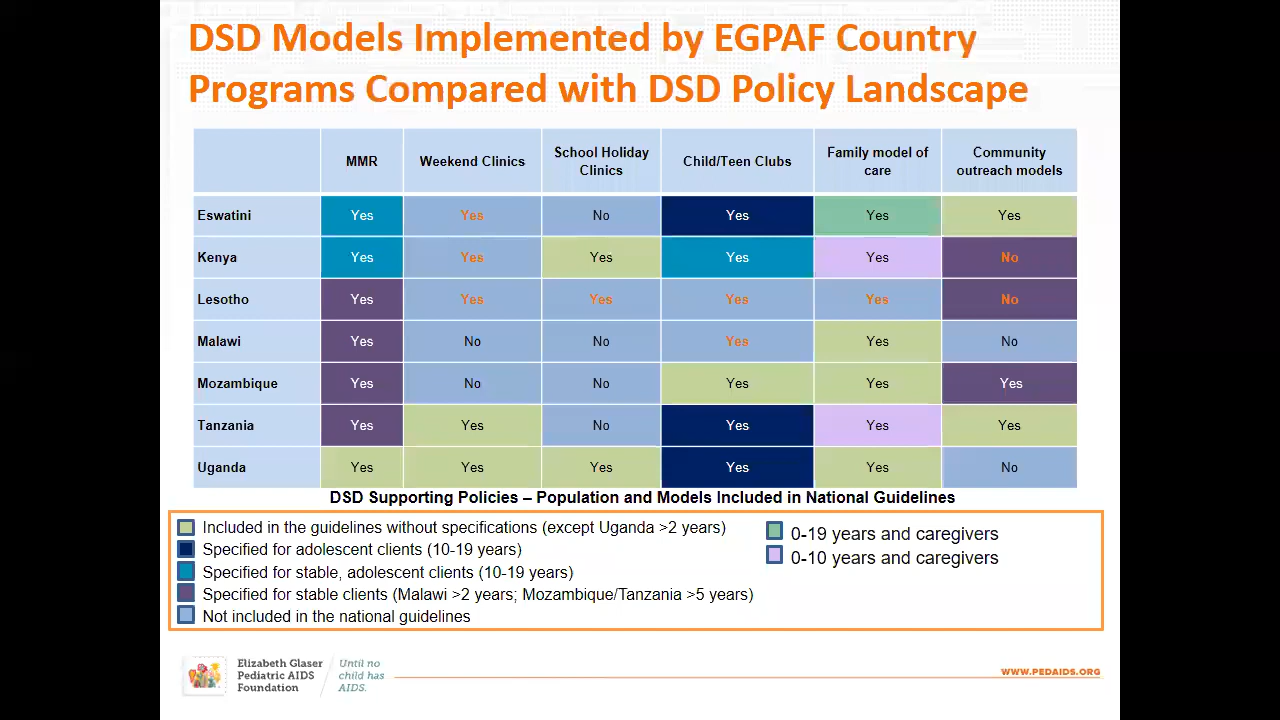 DSD Models Implemented by EGPAF Country
Programs Compared with DSD Policy Landscape
MMR Weekend Clinics School Holiday Clinics Child/Teen Clubs Family model of care Community outreach models
Eswatini Yes Yes No Yes Yes Yes
Kenya Yes Yes Yes Yes Yes No
Lesotho Yes Yes Yes Yes Yes No
Malawi Yes No No Yes Yes No
Mozambique Yes No No Yes Yes Yes
Tanzania Yes Yes No Yes Yes Yes
Uganda Yes Yes Yes Yes Yes No
DSD Supporting Policies – Population and Models Included in National Guidelines
Included in the guidelines without specifications (except Uganda >2 years)
Specified for adolescent clients (10-19 years)
Specified for stable, adolescent clients (10-19 years)
Specified for stable clients (Malawi >2 years; Mozambique/Tanzania >5 years)
Not included in the national guidelines
0-19 years and caregivers
0-10 years and caregivers
Elizabeth Glaser
Pediatric AIDS
Foundation
Until no
child has
AIDS.
WWW.PEDAIDS.ORG